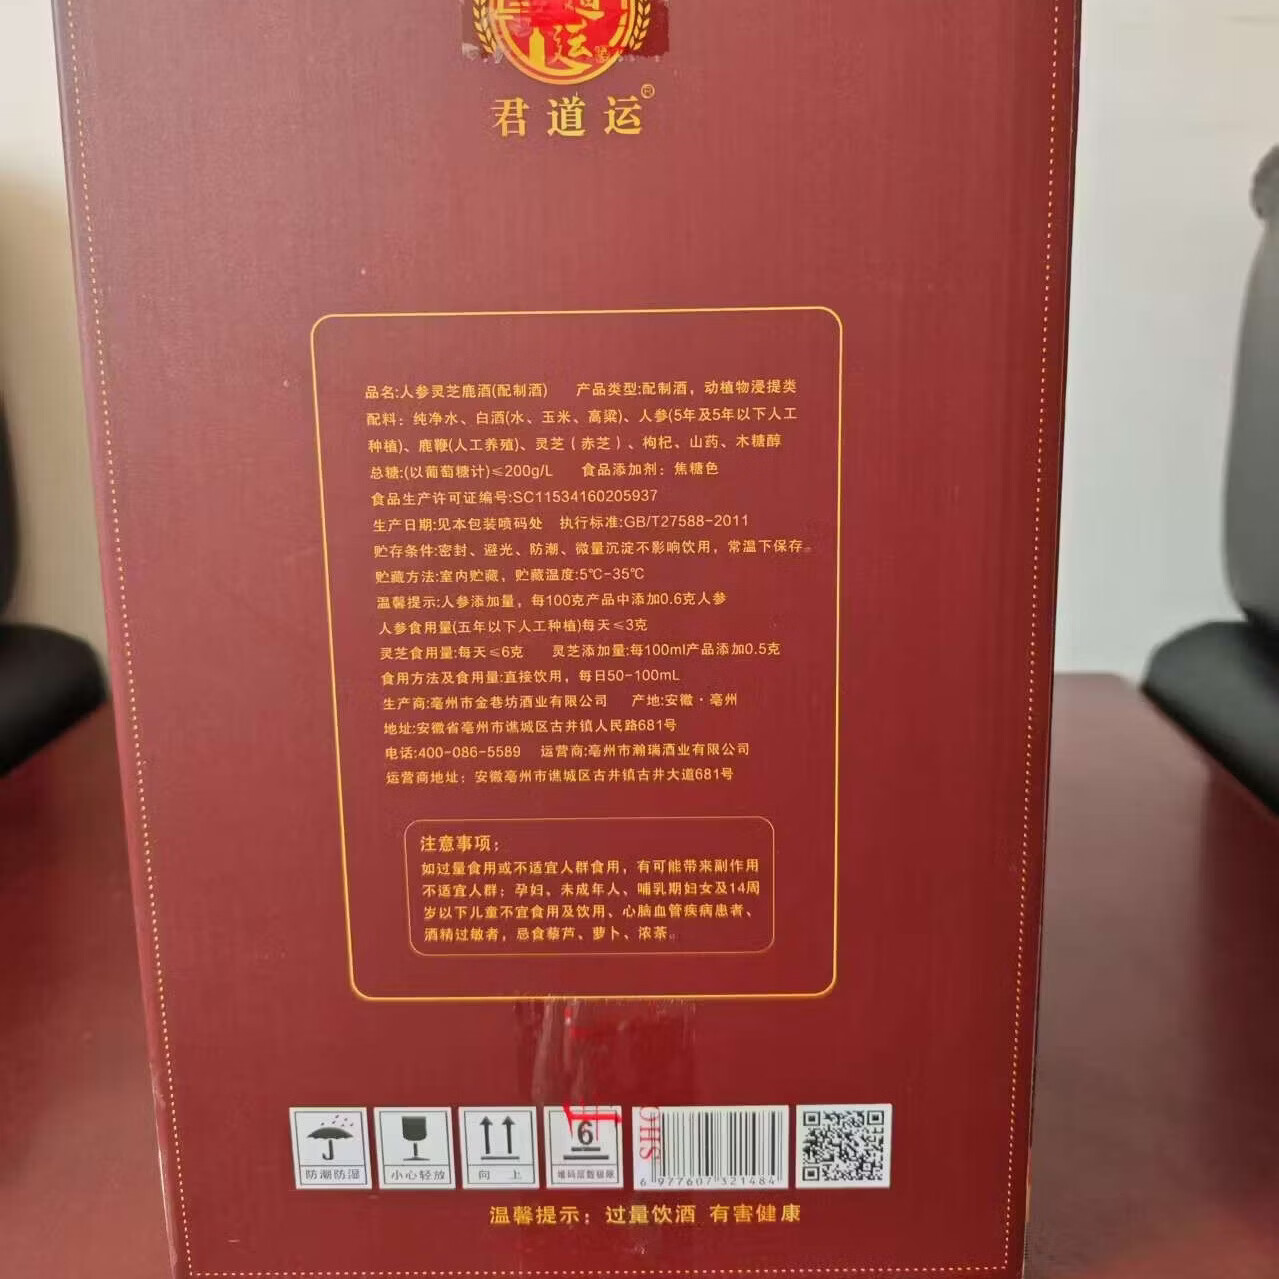 道
运
君道运®
品名:人参灵芝鹿酒(配制酒) 产品类型:配制酒，动植物浸提类
配料：纯净水、白酒(水、玉米、高粱)、人参(5年及5年以下人工
种植)、鹿鞭(人工养殖)、灵芝（赤芝）、枸杞、山药、木糖醇
总糖:(以葡萄糖计)≤200g/L 食品添加剂：焦糖色
食品生产许可证编号:SC11534160205937
生产日期:见本包装喷码处 执行标准:GB/T27588-2011
贮存条件:密封、避光、防潮、微量沉淀不影响饮用，常温下保存。
贮藏方法:室内贮藏，贮藏温度:5℃-35℃
温馨提示:人参添加量，每100克产品中添加0.6克人参
人参食用量(五年以下人工种植)每天≤3克
灵芝食用量:每天≤6克 灵芝添加量:每100ml产品添加0.5克
食用方法及食用量:直接饮用，每日50-100mL
生产商:亳州市金巷坊酒业有限公司 产地:安徽·亳州
地址:安徽省亳州市谯城区古井镇人民路681号
电话:400-086-5589 运营商:亳州市瀚瑞酒业有限公司
运营商地址：安徽亳州市谯城区古井镇古井大道681号
注意事项；
如过量食用或不适宜人群食用，有可能带来副作用
不适宜人群；孕妇、未成年人、哺乳期妇女及14周
岁以下儿童不宜食用及饮用、心脑血管疾病患者、
酒精过敏者，忌食藜芦、萝卜、浓茶。
6
防潮防湿 小心轻放 向上 堆码层数极限 6 977607 321484
温馨提示：过量饮酒 有害健康